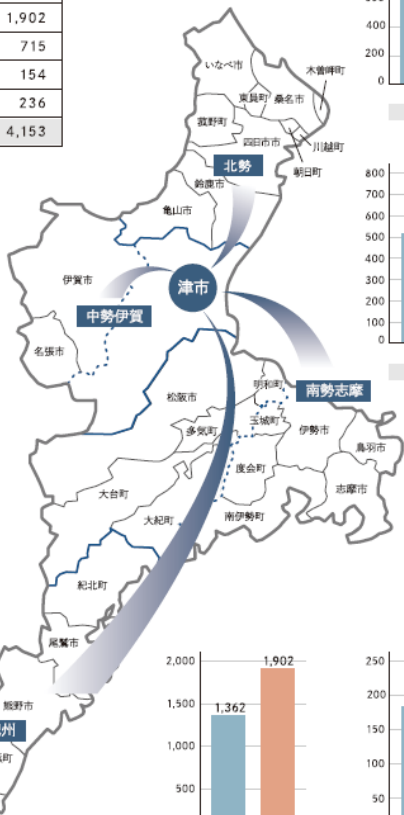 1,902
715
154
236
4,153
400
200
0
いなべ市
木曽岬町
東員町
桑名市
菰野町
四日市市
川越町
朝日町
北勢
鈴鹿市
亀山市
800
700
600
500
400
300
200
100
0
伊賀市
津市
中勢伊賀
名張市
南勢志摩
明和町
松阪市
玉城町
多気町
伊勢市
鳥羽市
度会町
志摩市
大台町
大紀町
南伊勢町
紀北町
尾鷲市
熊野市
州
町
2,000
1,500
1,000
500
1,362
1,902
250
200
150
100
50